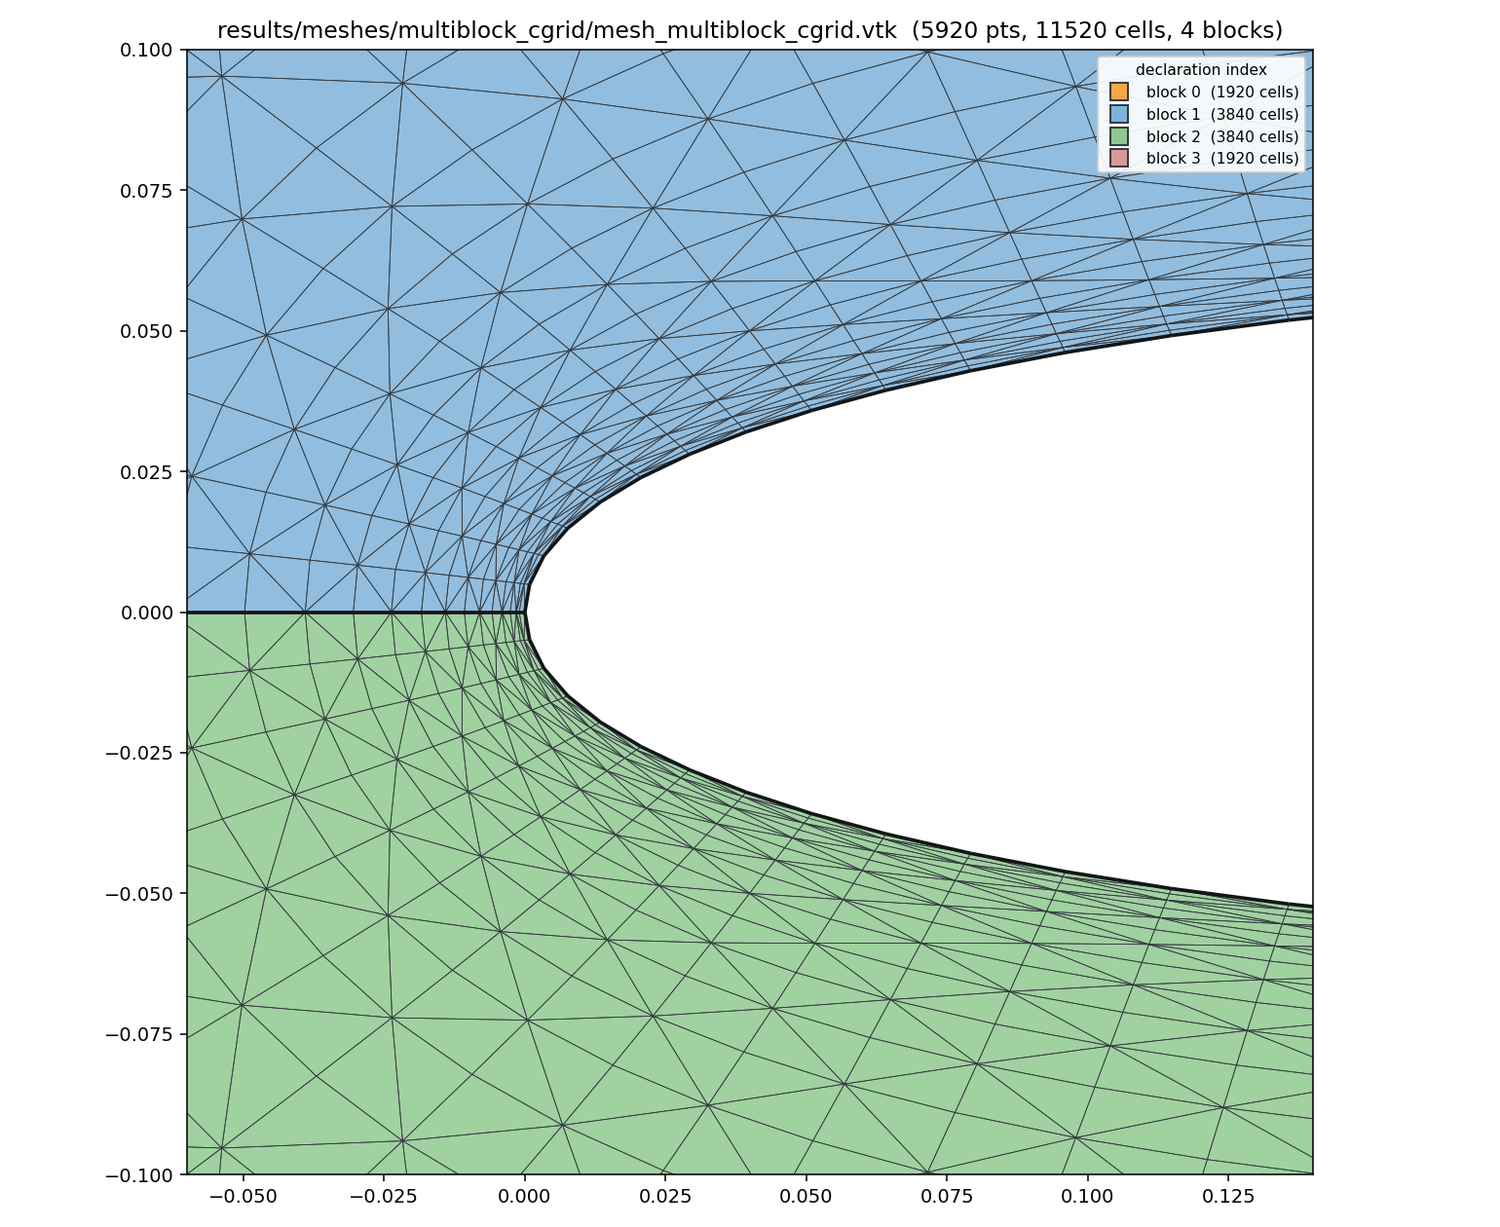 results/meshes/multiblock_cgrid/mesh_multiblock_cgrid.vtk (5920 pts, 11520 cells, 4 blocks)
declaration index
block 0 (1920 cells)
block 1 (3840 cells)
block 2 (3840 cells)
block 3 (1920 cells)
0.100
0.075
0.050
0.025
0.000
−0.025
−0.050
−0.075
−0.100
−0.050 −0.025 0.000 0.025 0.050 0.075 0.100 0.125